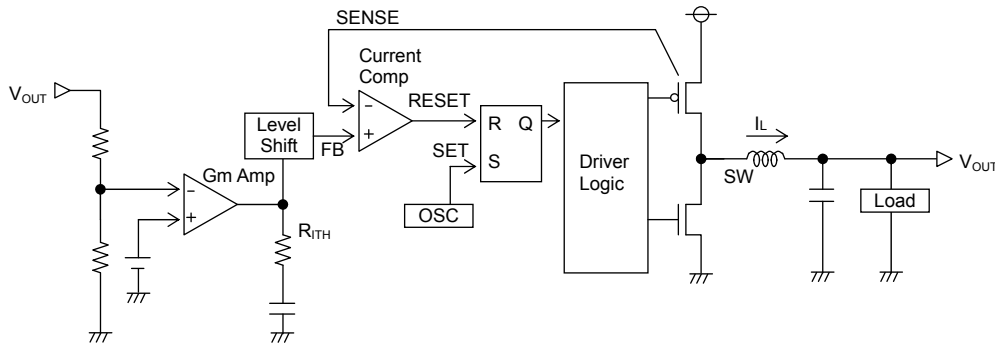 SENSE
Current
Comp
VOUT
RESET
R Q
S
Level
Shift
FB
SET
Driver
Logic
IL
SW
VOUT
Gm Amp
OSC
Load
RITH